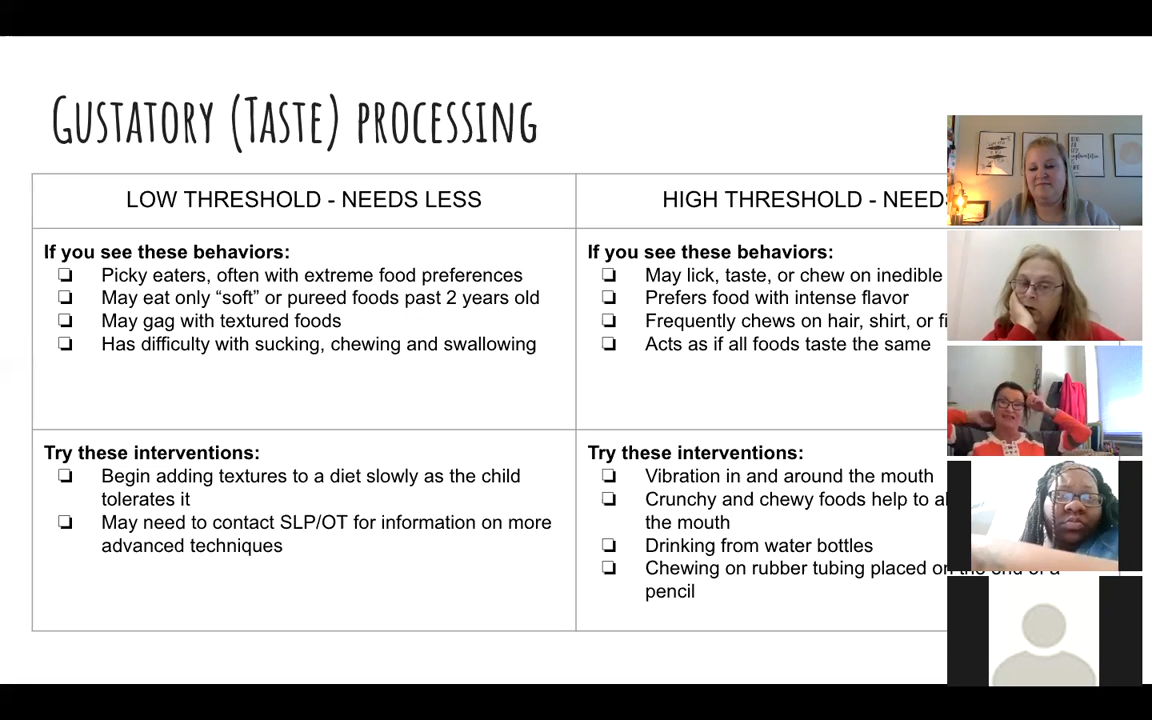 Gustatory (Taste) processing
LOW THRESHOLD - NEEDS LESS
If you see these behaviors:
❏ Picky eaters, often with extreme food preferences
❏ May eat only “soft” or pureed foods past 2 years old
❏ May gag with textured foods
❏ Has difficulty with sucking, chewing and swallowing
HIGH THRESHOLD - NEEDS
If you see these behaviors:
❏ May lick, taste, or chew on inedible
❏ Prefers food with intense flavor
❏ Frequently chews on hair, shirt, or
❏ Acts as if all foods taste the same
Try these interventions:
❏ Begin adding textures to a diet slowly as the child
tolerates it
❏ May need to contact SLP/OT for information on more
advanced techniques
Try these interventions:
❏ Vibration in and around the mouth
❏ Crunchy and chewy foods help to
the mouth
❏ Drinking from water bottles
❏ Chewing on rubber tubing placed on the end of a
pencil